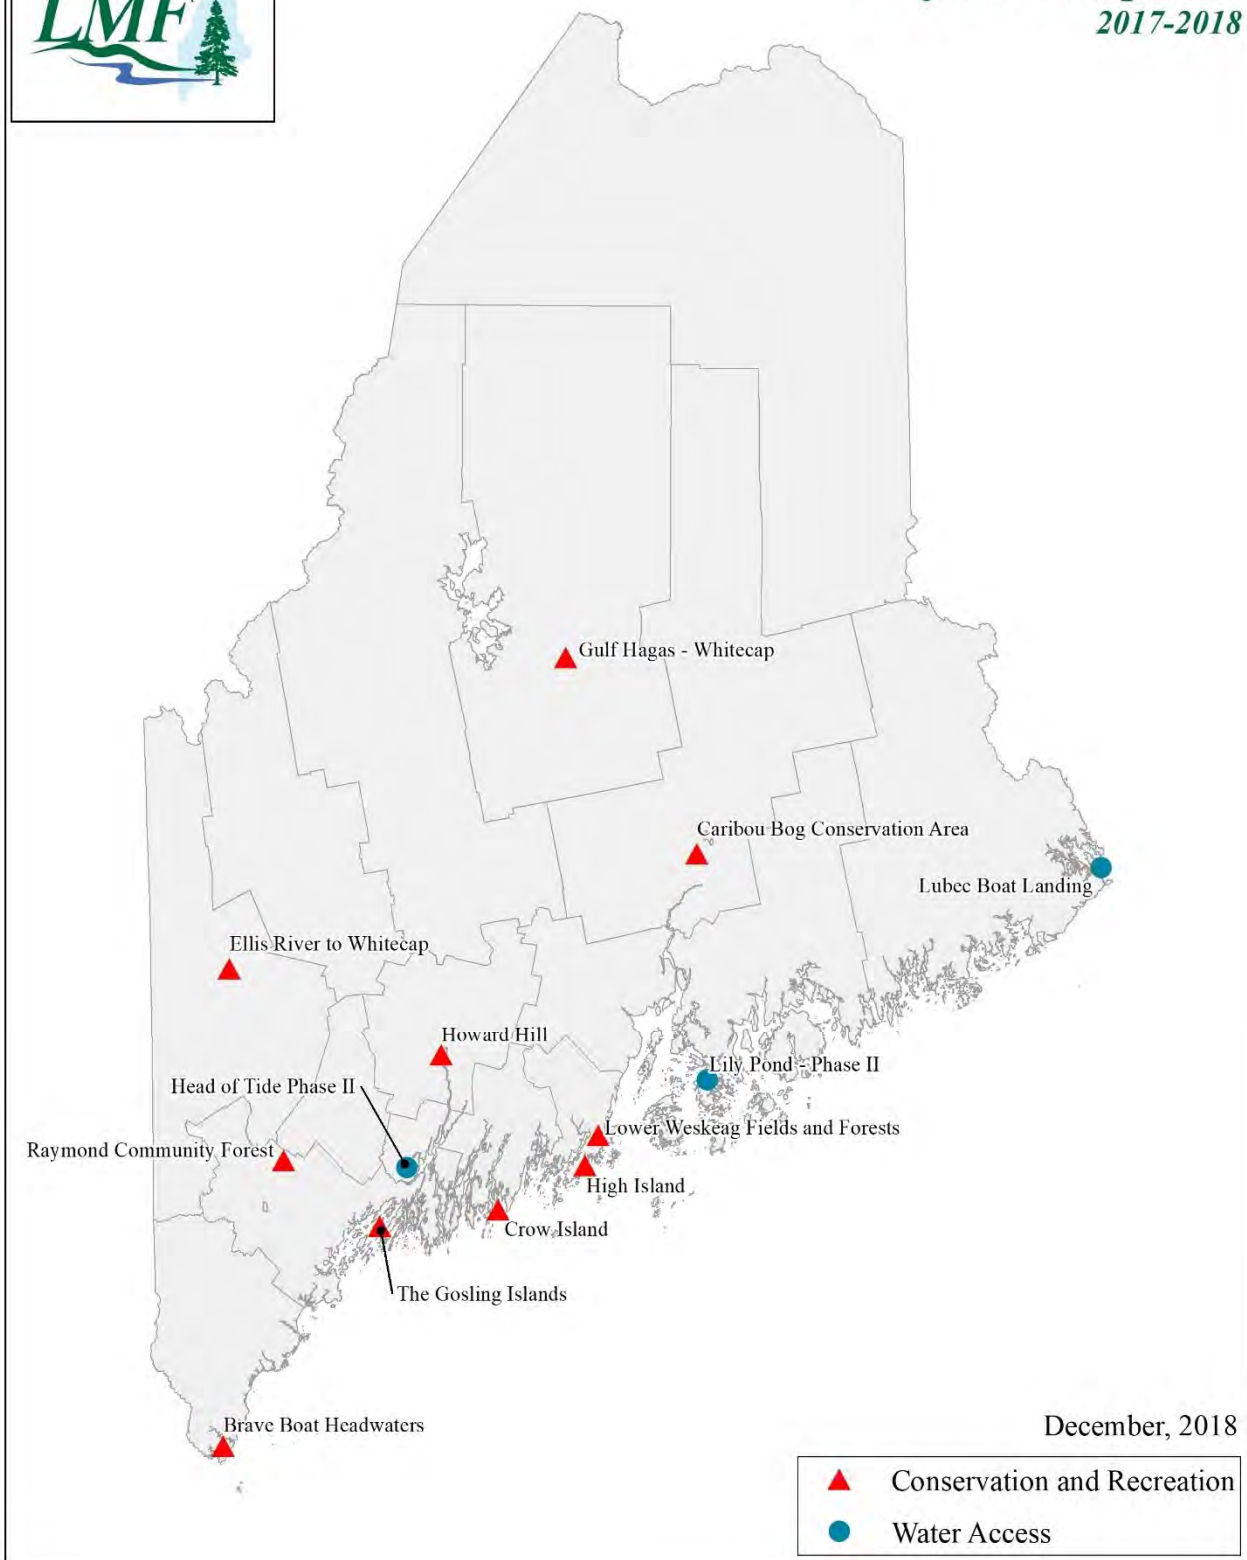 LMF
2017-2018
Gulf Hagas - Whitecap
Caribou Bog Conservation Area
Lubec Boat Landing
Ellis River to Whitecap
Howard Hill
Lily Pond - Phase II
Head of Tide Phase II
Lower Weskeag Fields and Forests
Raymond Community Forest
High Island
Crow Island
The Gosling Islands
Brave Boat Headwaters
December, 2018
Conservation and Recreation
Water Access